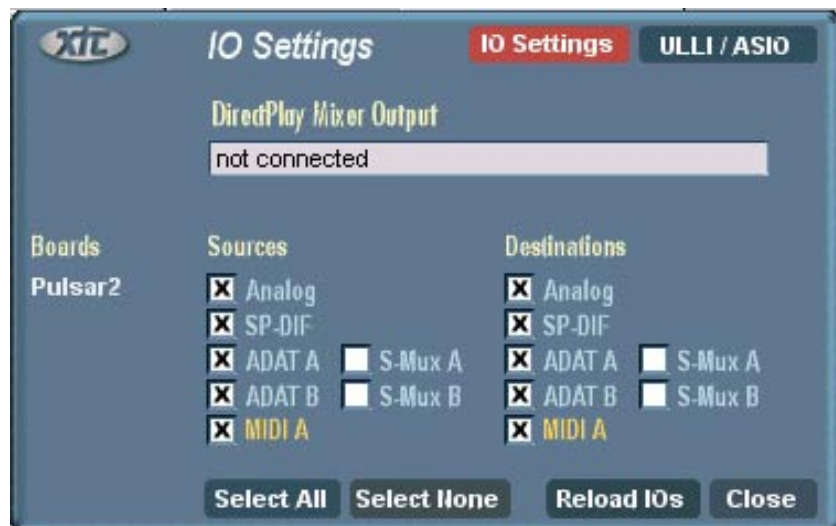 XTC IO Settings IO Settings ULLI / ASIO
DirectPlay Mixer Output
not connected
Boards Sources Destinations
Pulsar2 X Analog X Analog
X SP-DIF X SP-DIF
X ADAT A S-Mux A X ADAT A S-Mux A
X ADAT B S-Mux B X ADAT B S-Mux B
X MIDI A X MIDI A
Select All Select None Reload IOs Close